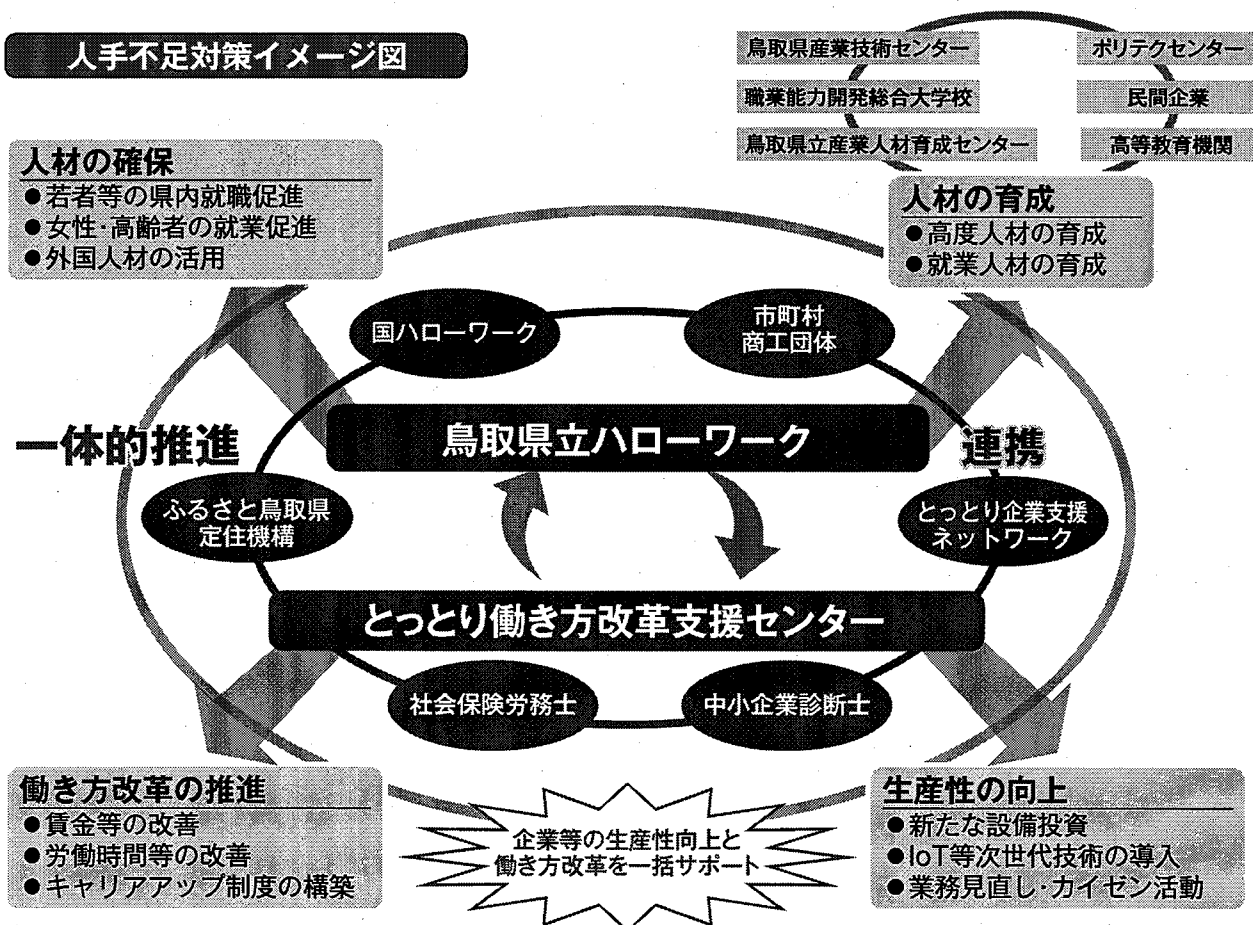 人手不足対策イメージ図
鳥取県産業技術センター
ポリテクセンター
職業能力開発総合大学校
民間企業
鳥取県立産業人材育成センター
高等教育機関
人材の確保
●若者等の県内就職促進
●女性・高齢者の就業促進
●外国人材の活用
人材の育成
●高度人材の育成
●就業人材の育成
国ハローワーク
市町村
商工団体
一体的推進
鳥取県立ハローワーク
連携
ふるさと鳥取県
定住機構
とっとり企業支援
ネットワーク
とっとり働き方改革支援センター
社会保険労務士
中小企業診断士
働き方改革の推進
●賃金等の改善
●労働時間等の改善
●キャリアアップ制度の構築
企業等の生産性向上と
働き方改革を一括サポート
生産性の向上
●新たな設備投資
●IoT等次世代技術の導入
●業務見直し・カイゼン活動